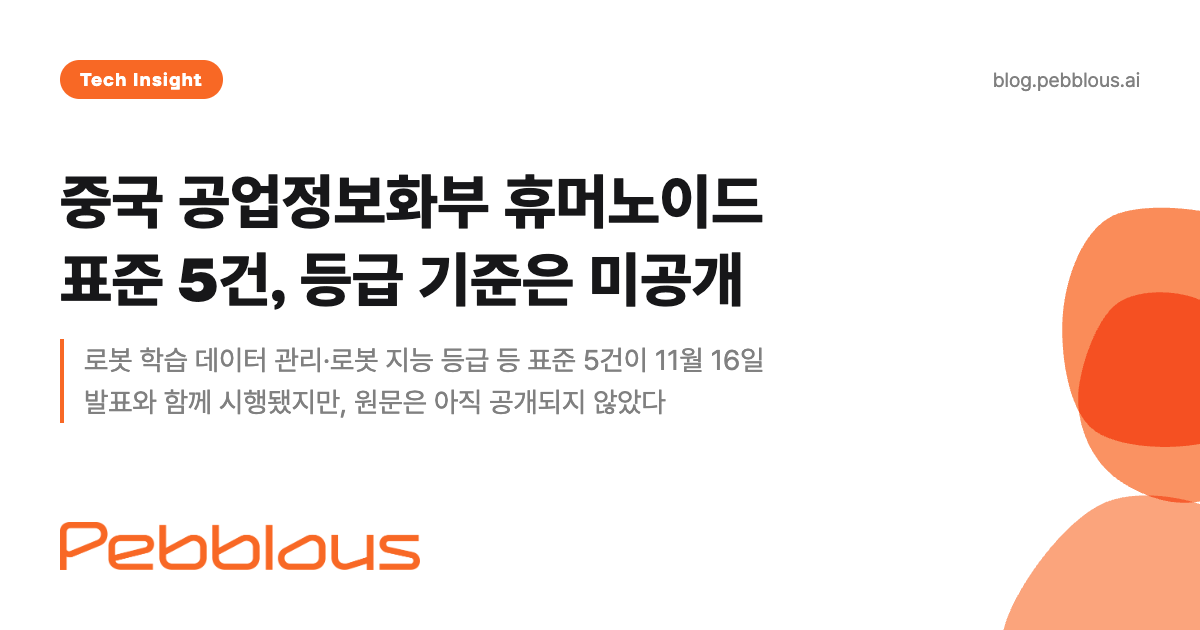 Tech Insight
blog.pebblous.ai
중국 공업정보화부 휴머노이드
표준 5건, 등급 기준은 미공개
로봇 학습 데이터 관리·로봇 지능 등급 등 표준 5건이 11월 16일
발표와 함께 시행됐지만, 원문은 아직 공개되지 않았다
Pebblous